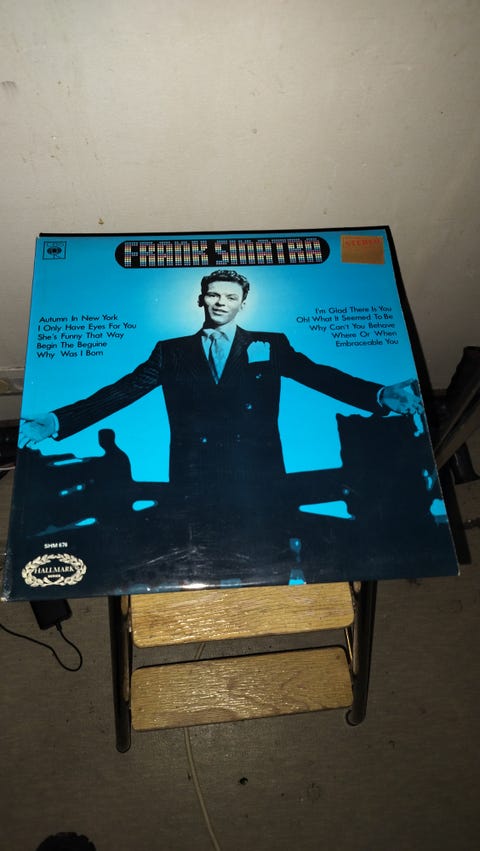 CBS
FRANK SINATRA
STEREO
Autumn In New York
I Only Have Eyes For You
She's Funny That Way
Begin The Beguine
Why Was I Born
I'm Glad There Is You
Oh! What It Seemed To Be
Why Can't You Behave
Where Or When
Embraceable You
SHM 676
HALLMARK
SERIES